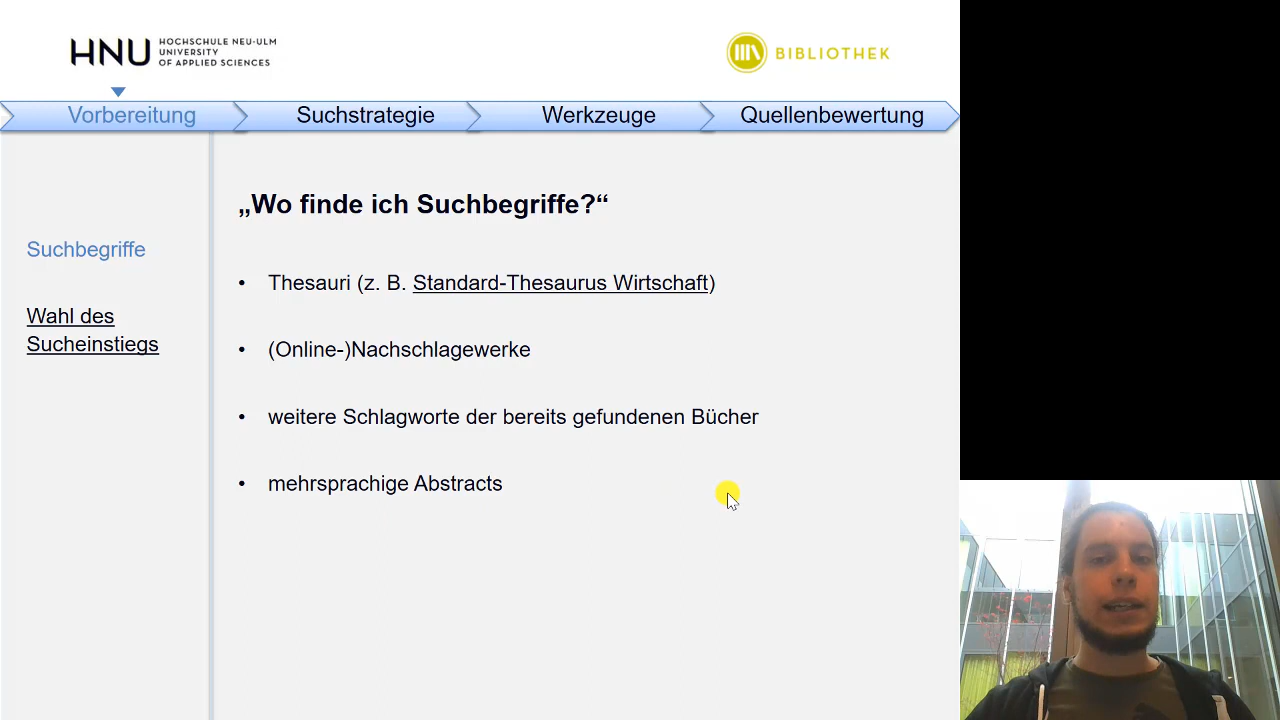 HNU HOCHSCHULE NEU-ULM
UNIVERSITY
OF APPLIED SCIENCES
BIBLIOTHEK
Vorbereitung Suchstrategie Werkzeuge Quellenbewertung
„Wo finde ich Suchbegriffe?“
Suchbegriffe
Wahl des
Sucheinstiegs
• Thesauri (z. B. Standard-Thesaurus Wirtschaft)
• (Online-)Nachschlagewerke
• weitere Schlagworte der bereits gefundenen Bücher
• mehrsprachige Abstracts